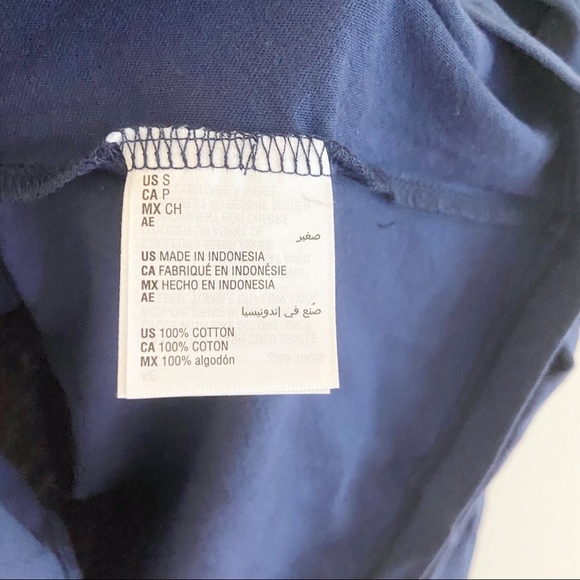 US S
CA P
MX CH
AE
صغير
US MADE IN INDONESIA
CA FABRIQUÉ EN INDONÉSIE
MX HECHO EN INDONESIA
AE
صُنع في إندونيسيا
US 100% COTTON
CA 100% COTON
MX 100% algodón